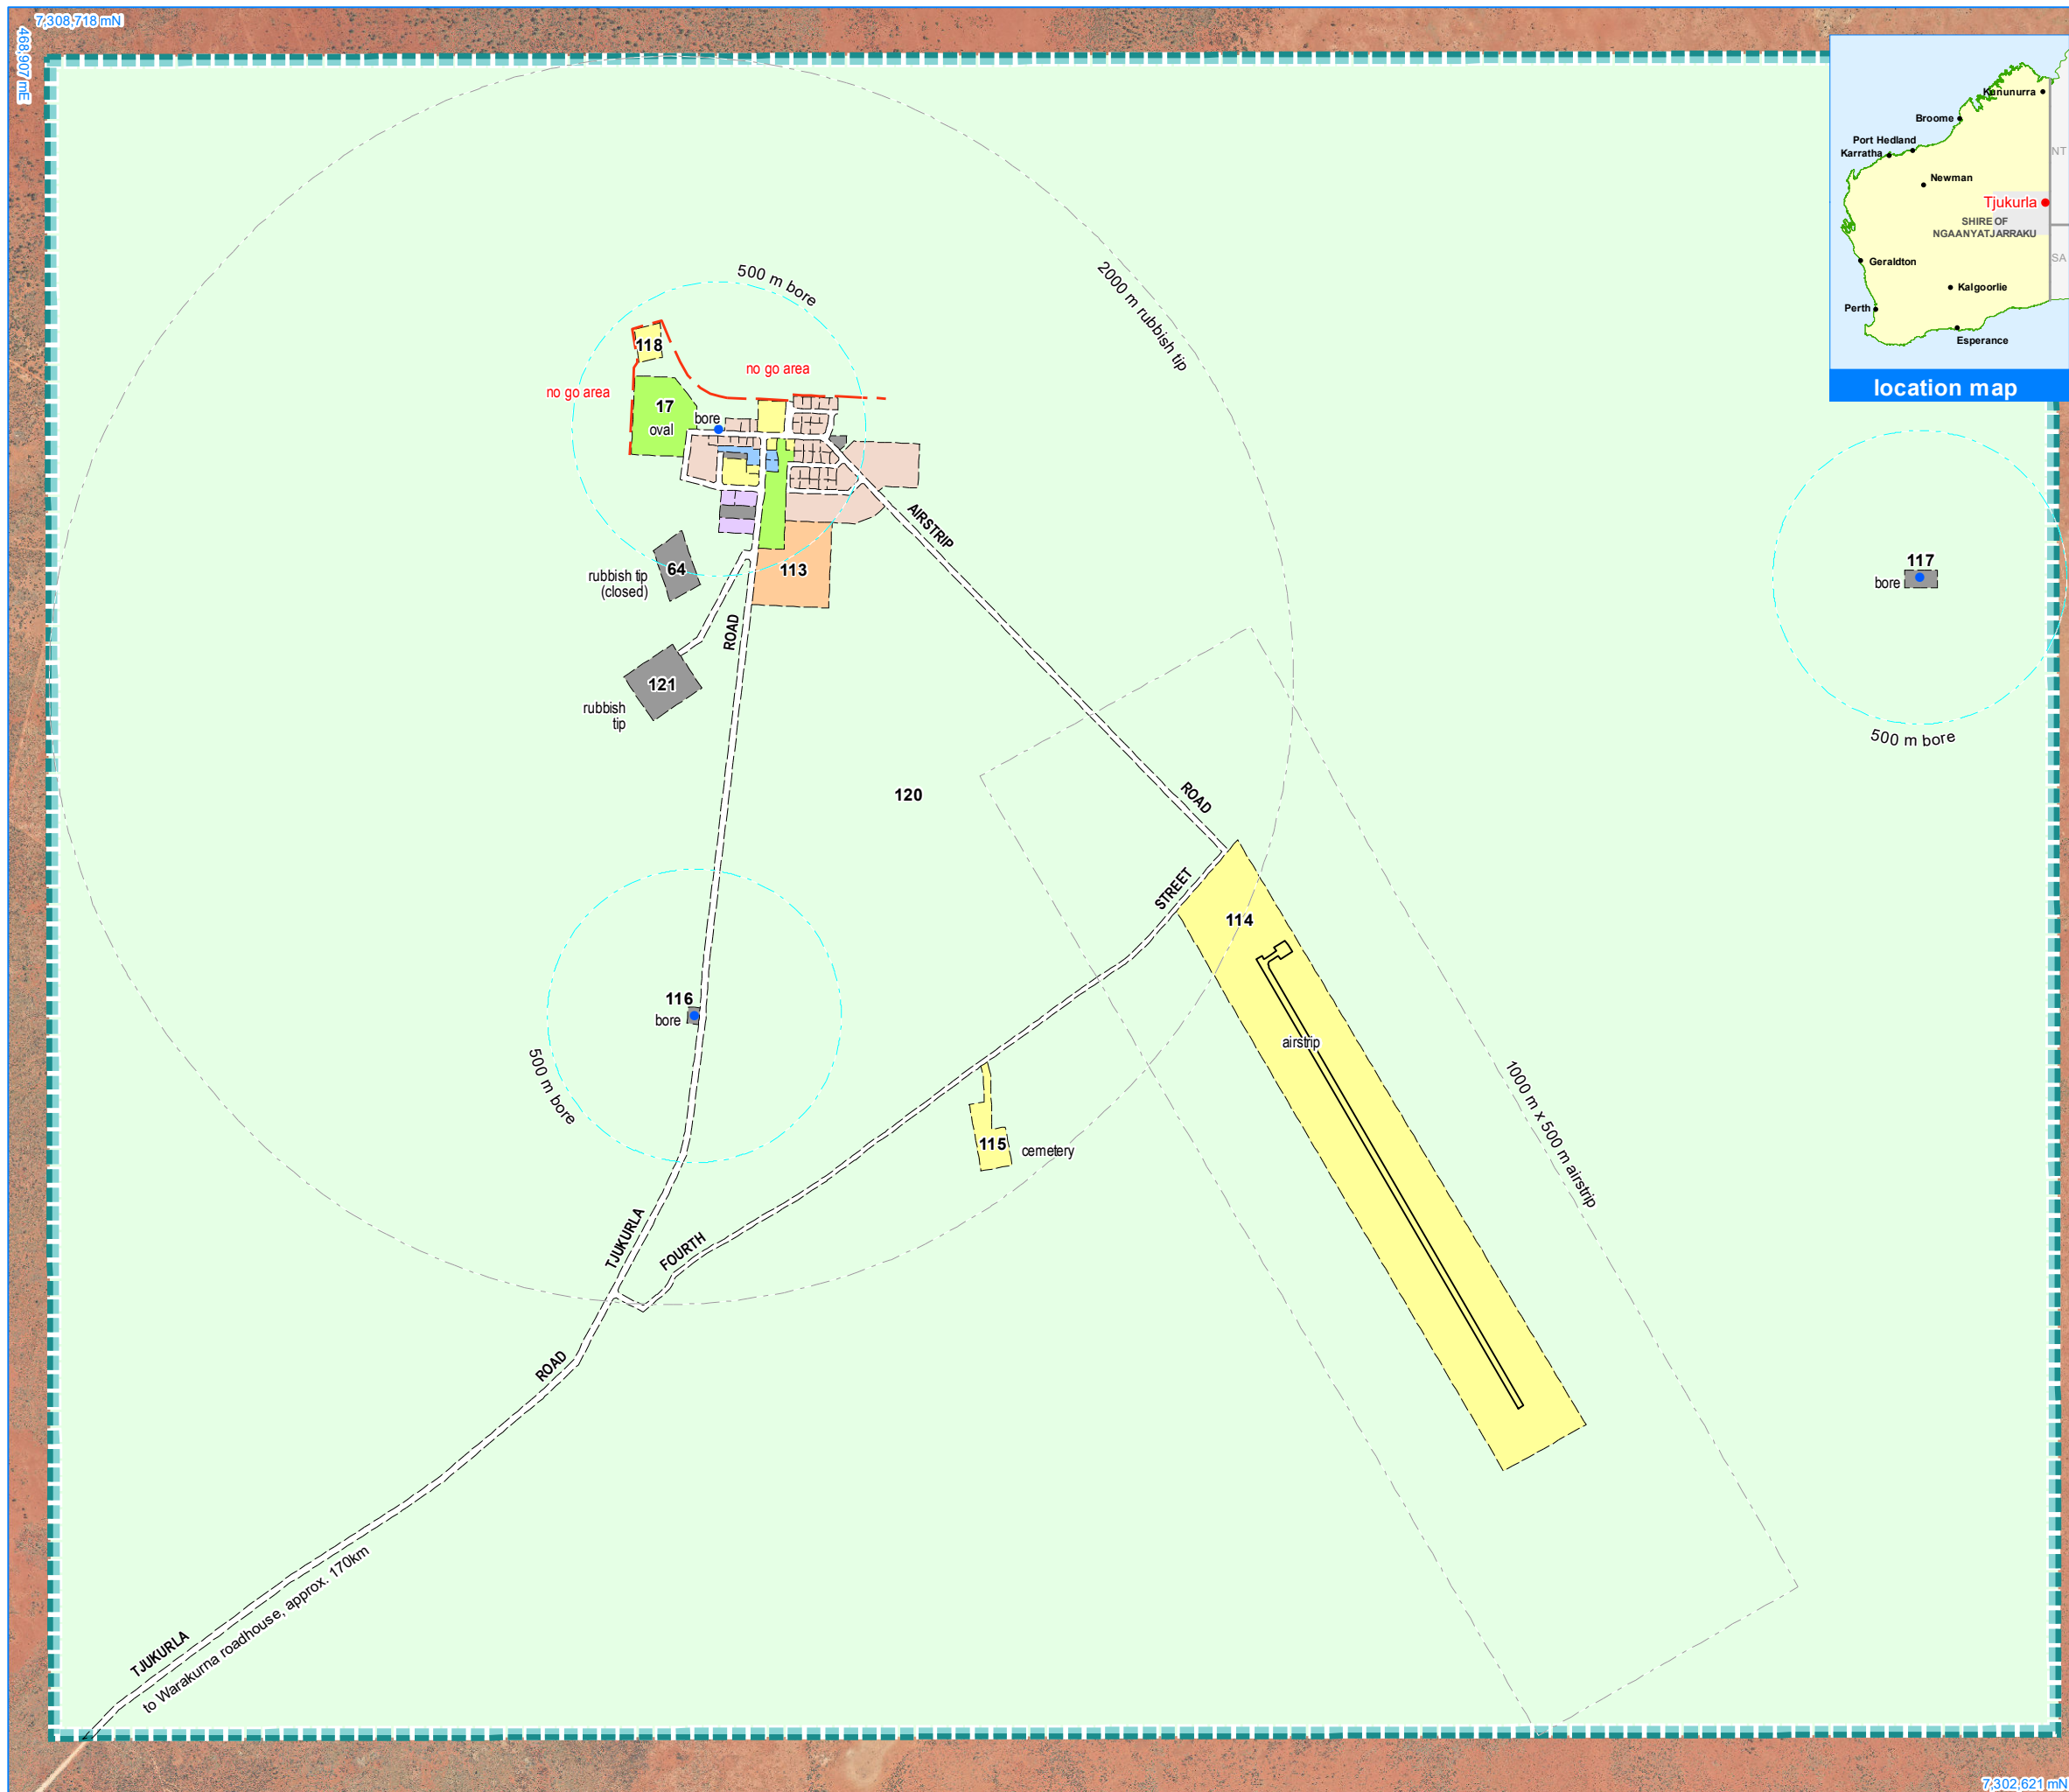 7,308,718 mN
468,907 mE
Kununurra
Broome
Port Hedland
Karratha
NT
Newman
Tjukurla
SHIRE OF
NGAANYATJARRAKU
SA
Geraldton
Kalgoorlie
Perth
Esperance
location map
500 m bore
2000 m rubbish tip
118
no go area
no go area
17
oval
bore
AIRSTRIP
64
rubbish tip
(closed)
113
117
bore
ROAD
121
rubbish
tip
500 m bore
120
ROAD
STREET
114
116
bore
airstrip
500 m bore
1000 m x 500 m airstrip
115
cemetery
TJUKURLA
FOURTH
ROAD
TJUKURLA
to Warakurna roadhouse, approx. 170km
7,302,621 mN